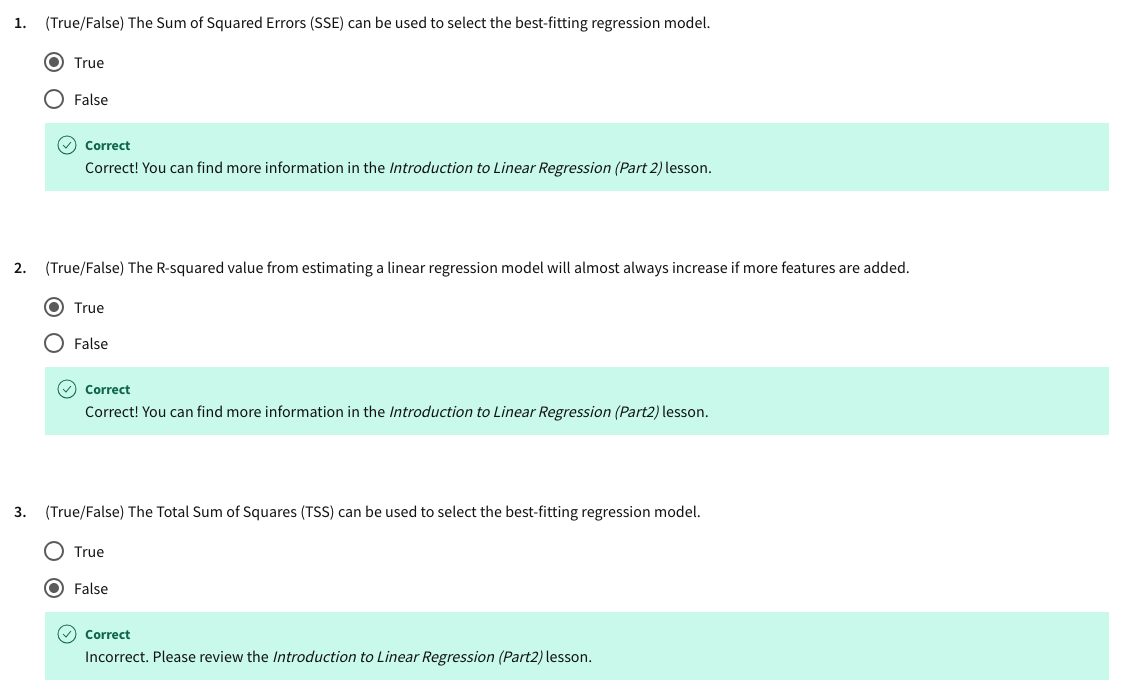 1. (True/False) The Sum of Squared Errors (SSE) can be used to select the best-fitting regression model.
True
False
Correct
Correct! You can find more information in the Introduction to Linear Regression (Part 2) lesson.
2. (True/False) The R-squared value from estimating a linear regression model will almost always increase if more features are added.
True
False
Correct
Correct! You can find more information in the Introduction to Linear Regression (Part2) lesson.
3. (True/False) The Total Sum of Squares (TSS) can be used to select the best-fitting regression model.
True
False
Correct
Incorrect. Please review the Introduction to Linear Regression (Part2) lesson.